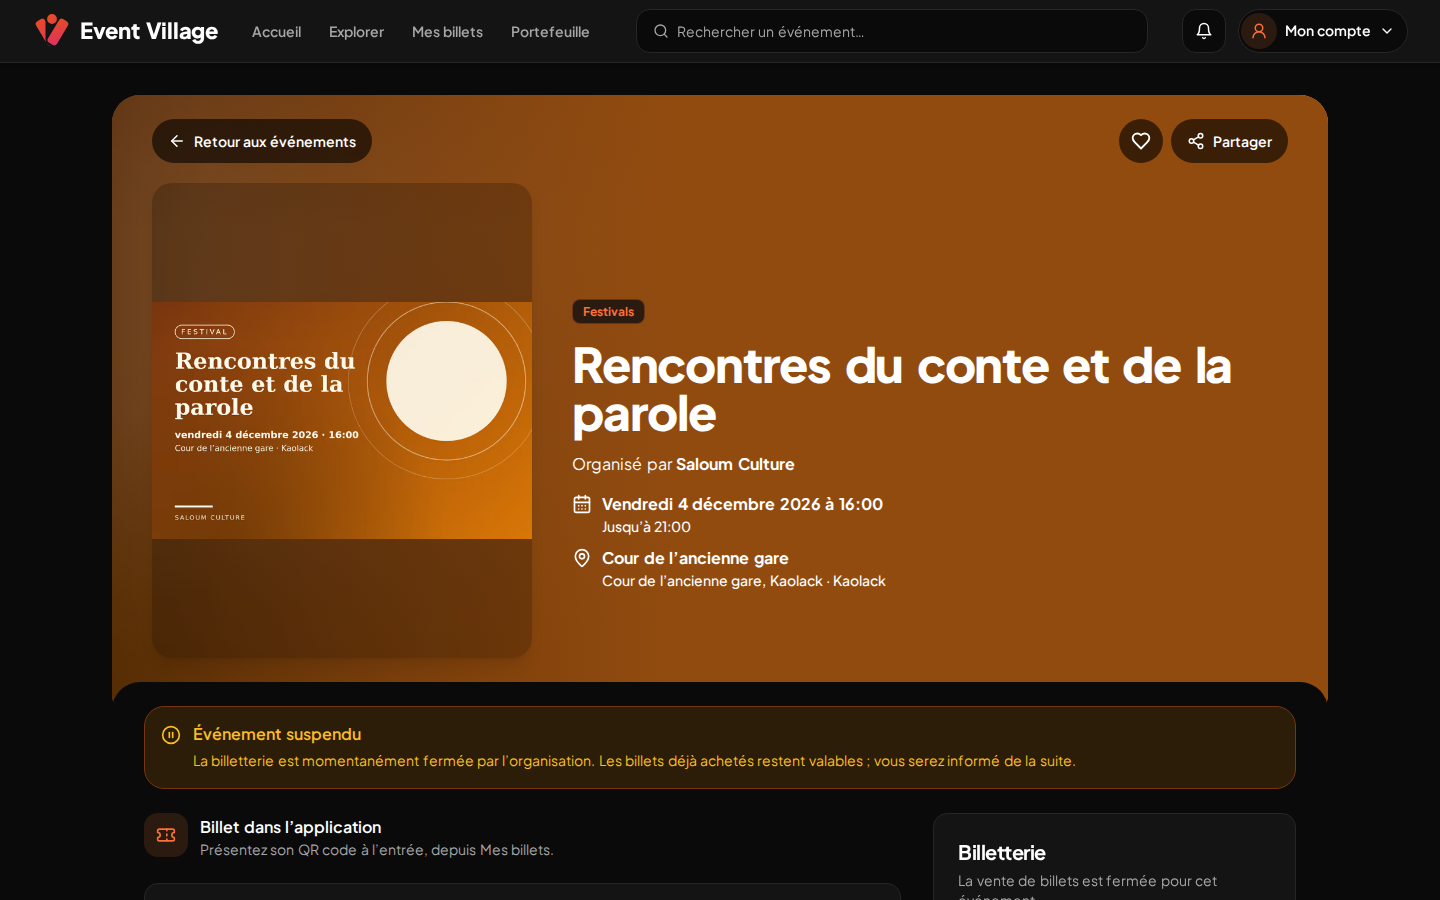 Event Village
Accueil
Explorer
Mes billets
Portefeuille
Rechercher un événement…
Mon compte
Retour aux événements
Partager
FESTIVAL
Rencontres du
conte et de la
parole
vendredi 4 décembre 2026 · 16:00
Cour de l’ancienne gare · Kaolack
SALOUM CULTURE
Festivals
Rencontres du conte et de la
parole
Organisé par Saloum Culture
Vendredi 4 décembre 2026 à 16:00
Jusqu’à 21:00
Cour de l’ancienne gare
Cour de l’ancienne gare, Kaolack · Kaolack
Événement suspendu
La billetterie est momentanément fermée par l’organisation. Les billets déjà achetés restent valables ; vous serez informé de la suite.
Billet dans l’application
Présentez son QR code à l’entrée, depuis Mes billets.
Billetterie
La vente de billets est fermée pour cet
événement.